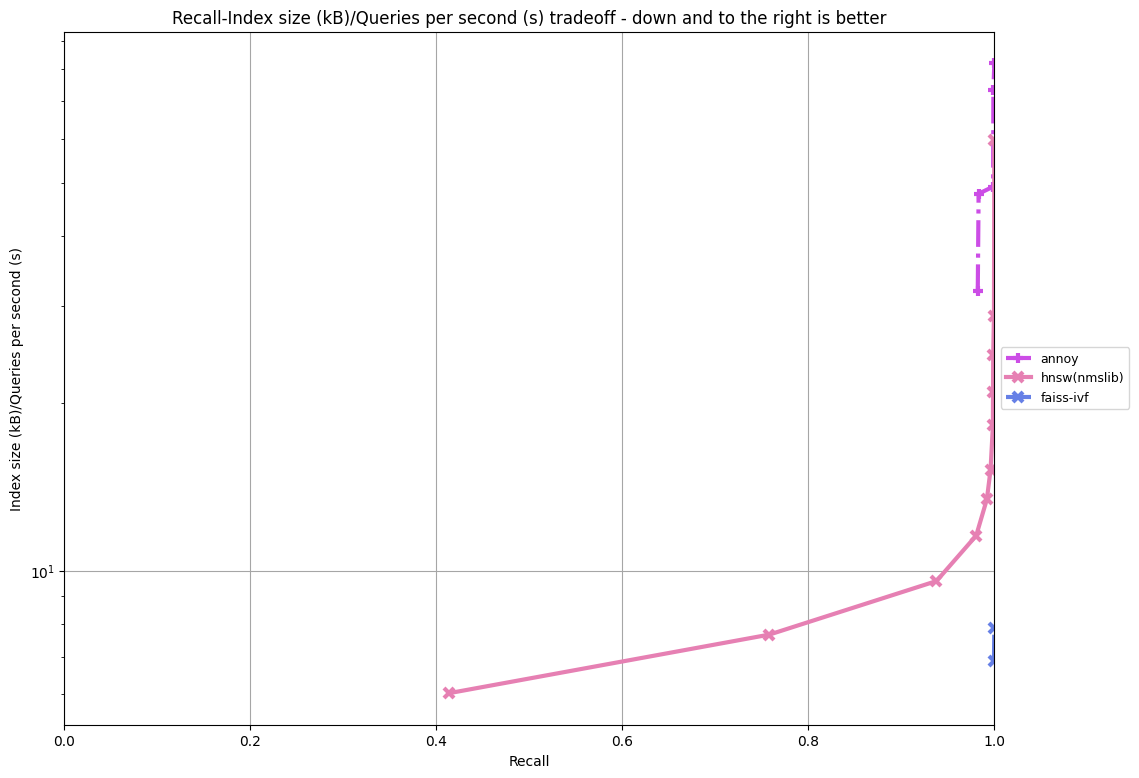 Recall-Index size (kB)/Queries per second (s) tradeoff - down and to the right is better
Index size (kB)/Queries per second (s)
10¹
0.0 0.2 0.4 0.6 0.8 1.0
Recall
annoy
hnsw(nmslib)
faiss-ivf